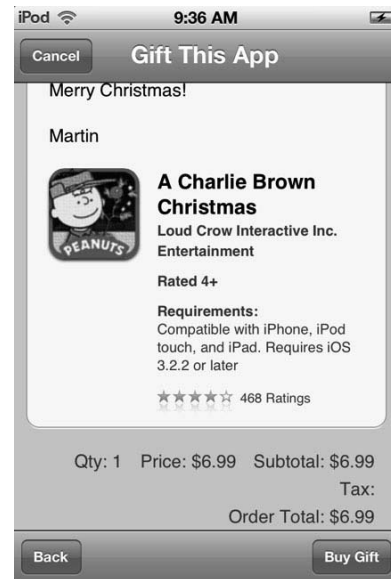 iPod 9:36 AM
Cancel Gift This App
Merry Christmas!
Martin
PEANUTS
A Charlie Brown
Christmas
Loud Crow Interactive Inc.
Entertainment
Rated 4+
Requirements:
Compatible with iPhone, iPod
touch, and iPad. Requires iOS
3.2.2 or later
468 Ratings
Qty: 1 Price: $6.99 Subtotal: $6.99
Tax:
Order Total: $6.99
Back Buy Gift